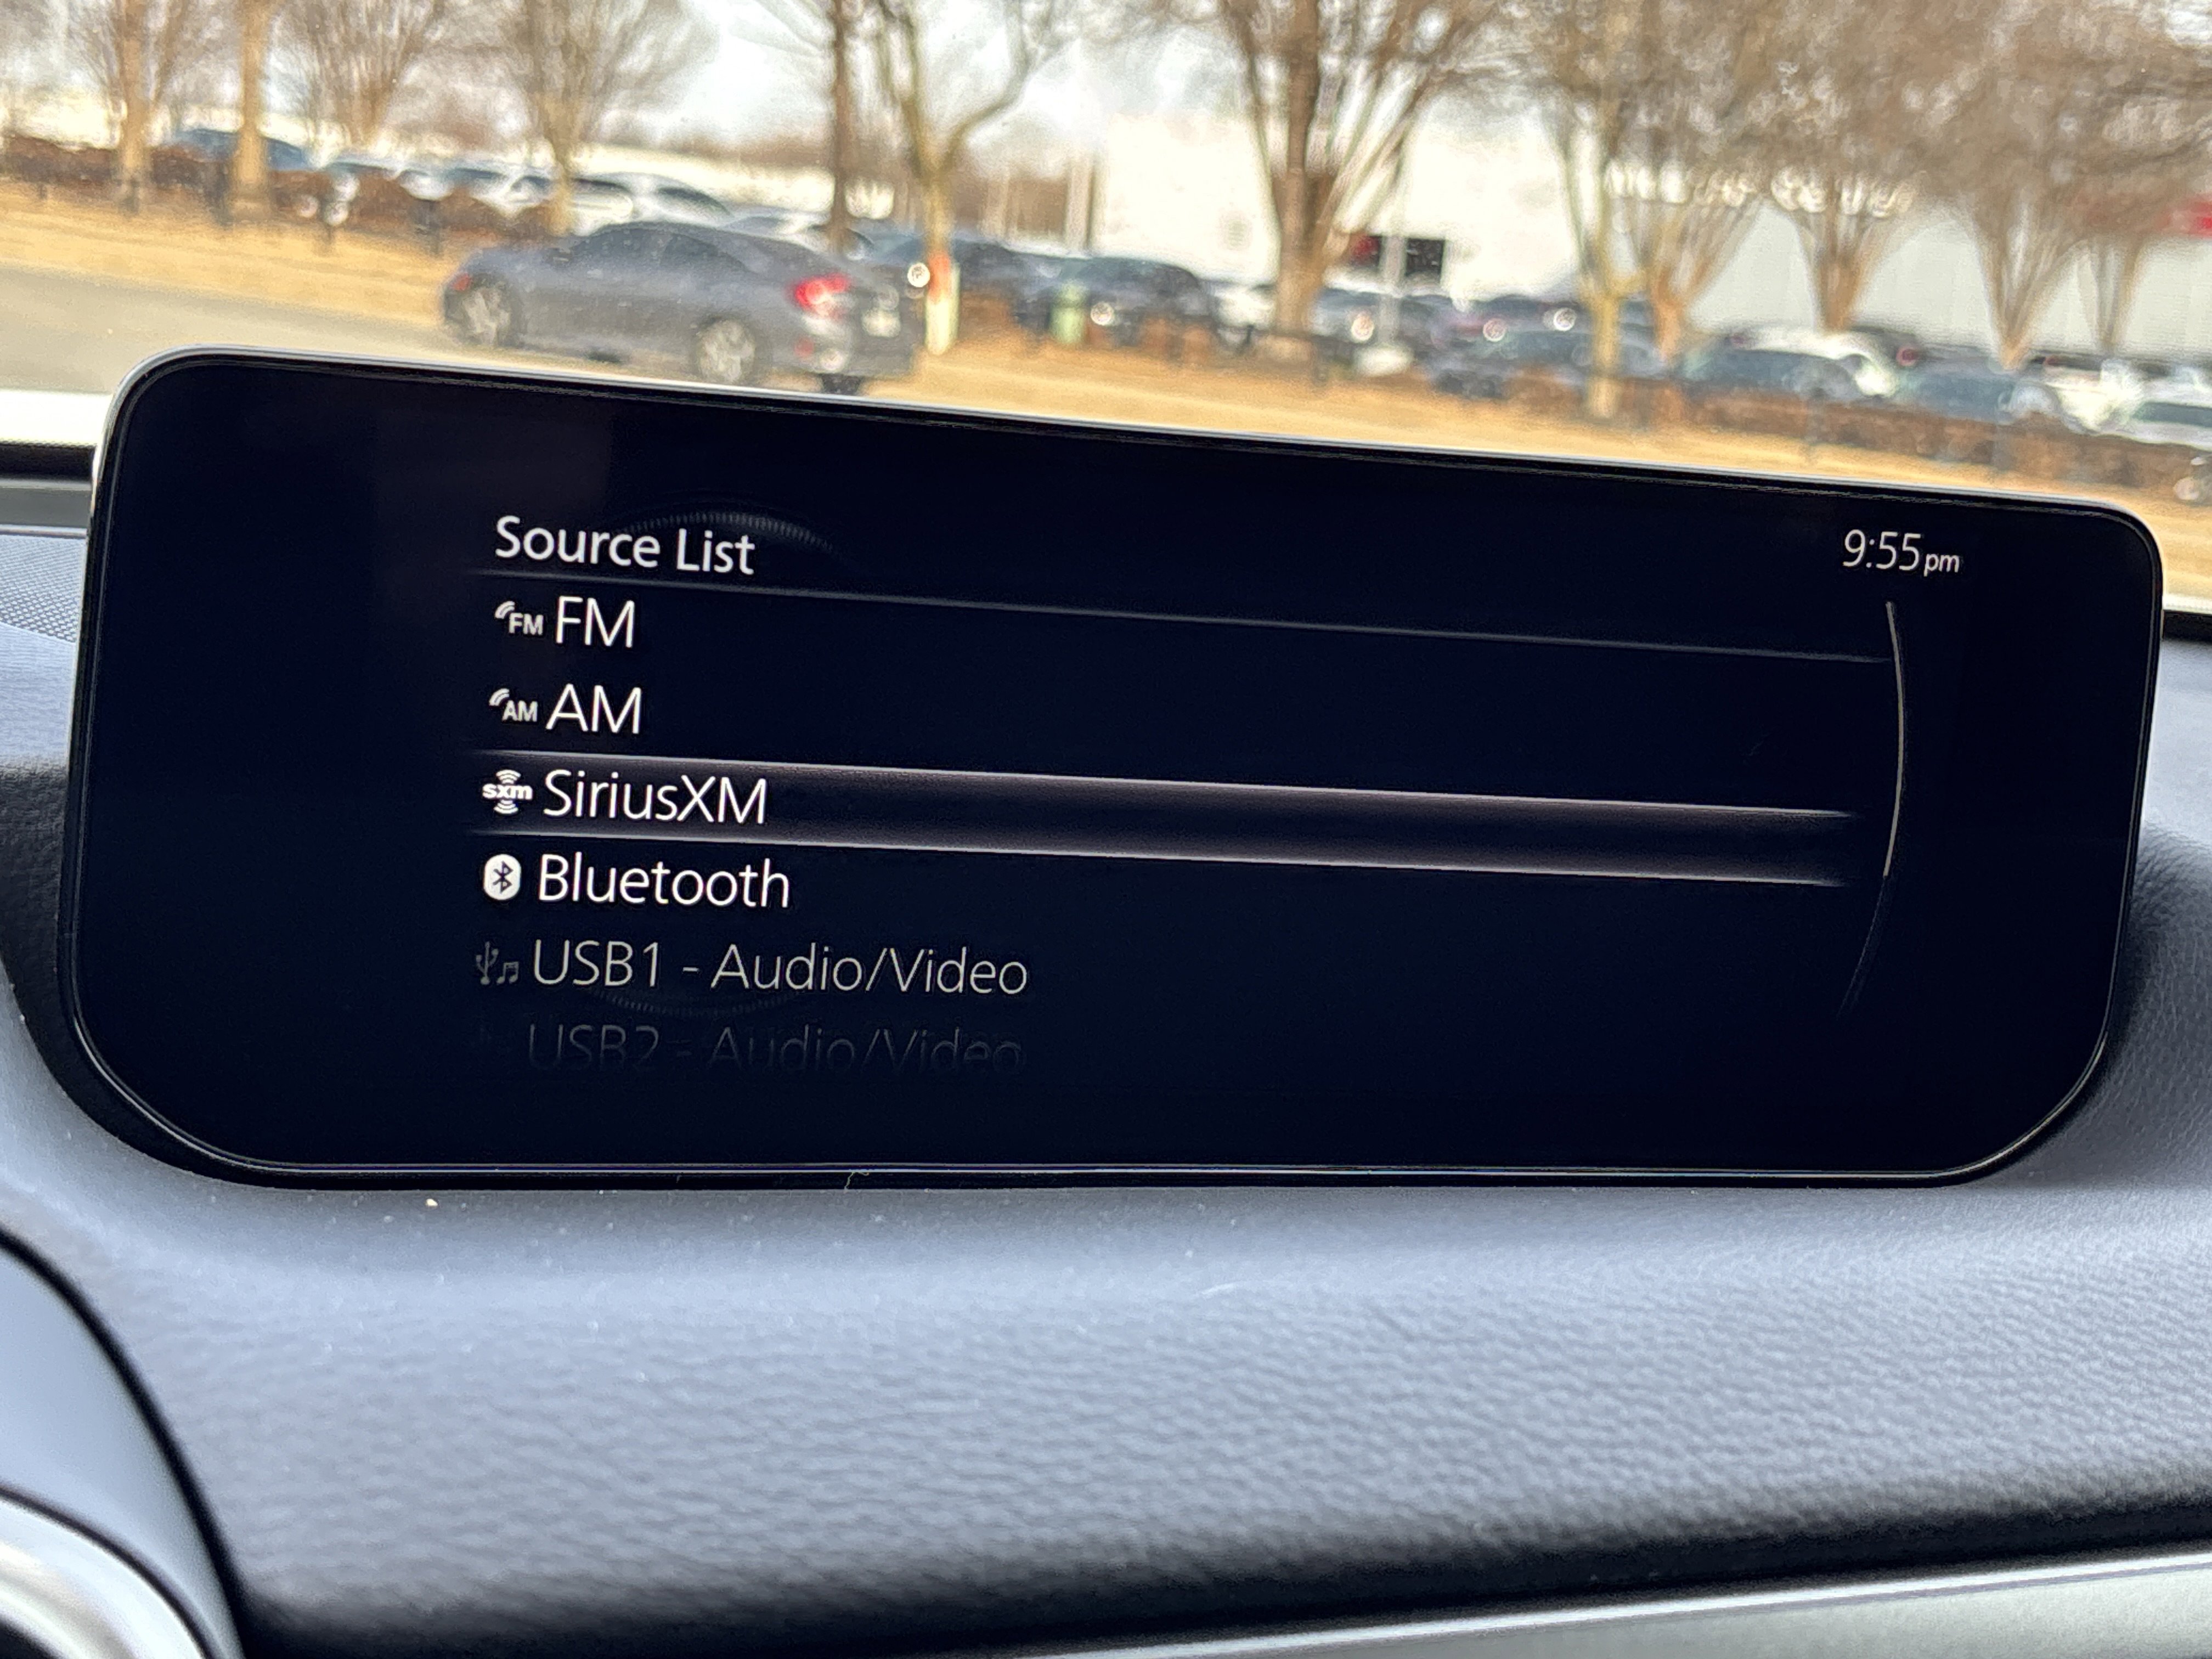 Source List
9:55pm
FM FM
AM AM
sxm SiriusXM
Bluetooth
USB1 - Audio/Video
USB2 - Audio/Video